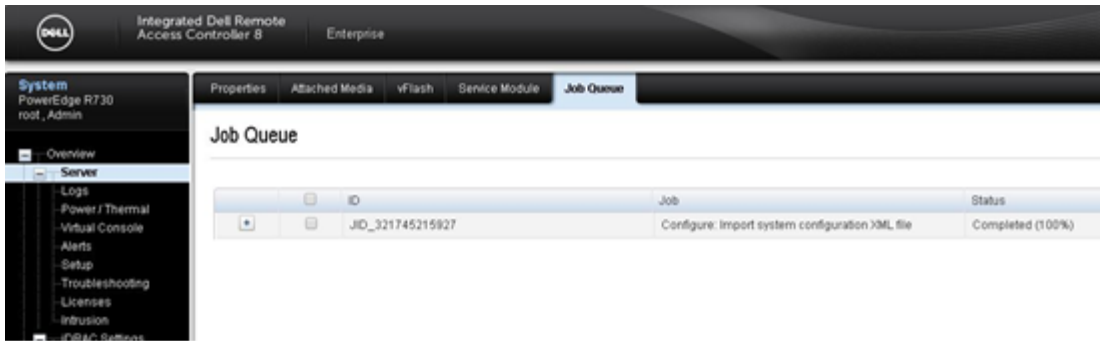 DELL
Integrated Dell Remote
Access Controller 8
Enterprise
System
PowerEdge R730
root , Admin
Overview
Server
Logs
Power / Thermal
Virtual Console
Alerts
Setup
Troubleshooting
Licenses
Intrusion
iDRAC Settings
Properties Attached Media vFlash Service Module Job Queue
Job Queue
ID Job Status
JID_321745215927 Configure: Import system configuration XML file Completed (100%)